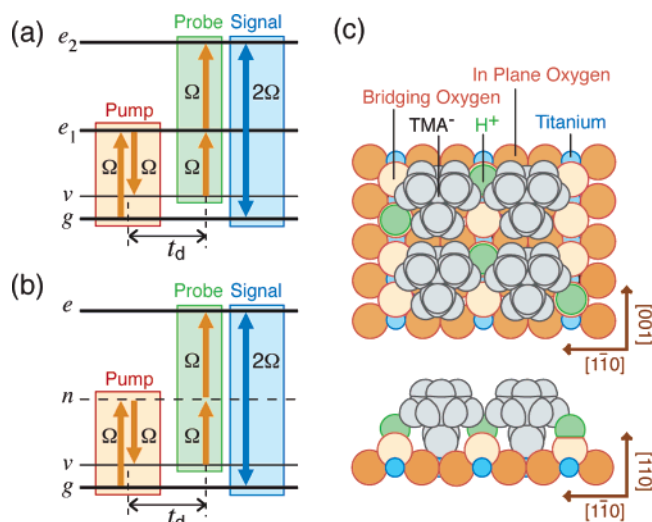 (a)
Probe
Signal
e2
Pump
Ω
2Ω
e1
Ω
Ω
Ω
v
g
td
(b)
Probe
Signal
e
Pump
Ω
2Ω
n
Ω
Ω
Ω
v
g
td
(c)
In Plane Oxygen
Bridging Oxygen
TMA⁻
H⁺
Titanium
[001]
[11̄0]
[110]
[11̄0]